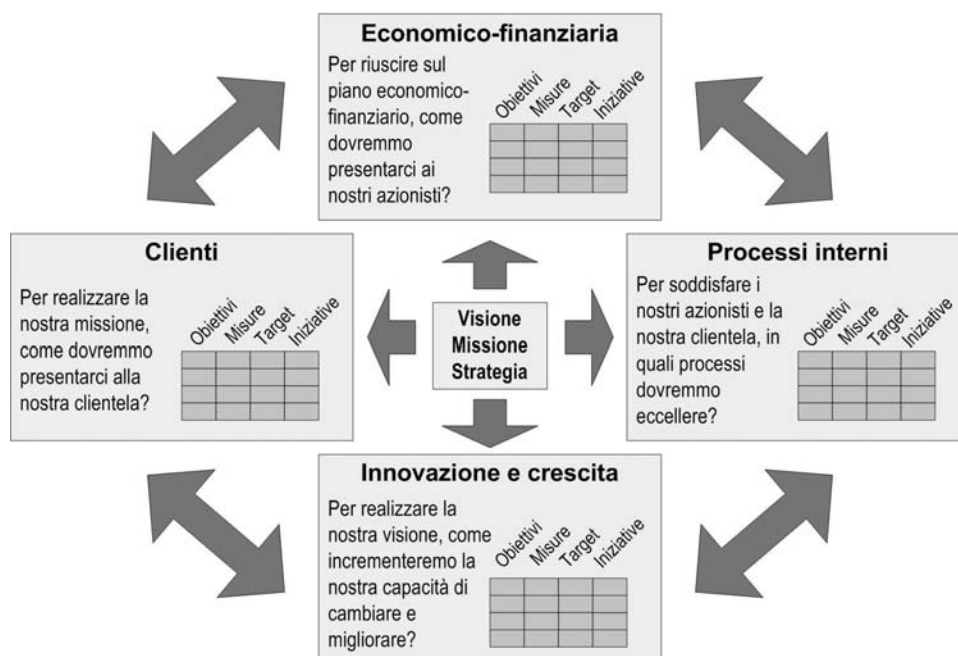 Economico-finanziaria
Per riuscire sul
piano economico-
finanziario, come
dovremmo
presentarci ai
nostri azionisti?
Obiettivi
Misure
Target
Iniziative
Clienti
Per realizzare la
nostra missione,
come dovremmo
presentarci alla
nostra clientela?
Obiettivi
Misure
Target
Iniziative
Visione
Missione
Strategia
Processi interni
Per soddisfare i
nostri azionisti e la
nostra clientela, in
quali processi
dovremmo
eccellere?
Obiettivi
Misure
Target
Iniziative
Innovazione e crescita
Per realizzare la
nostra visione, come
incrementeremo la
nostra capacità di
cambiare e
migliorare?
Obiettivi
Misure
Target
Iniziative